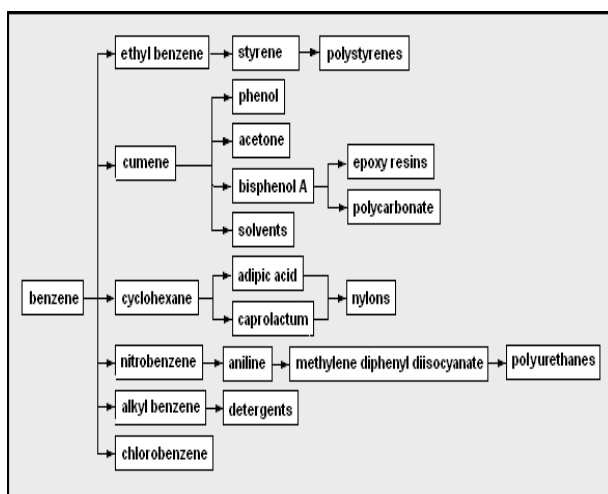 ethyl benzene
styrene
polystyrenes
phenol
acetone
cumene
bisphenol A
epoxy resins
polycarbonate
solvents
benzene
cyclohexane
adipic acid
caprolactum
nylons
nitrobenzene
aniline
methylene diphenyl diisocyanate
polyurethanes
alkyl benzene
detergents
chlorobenzene